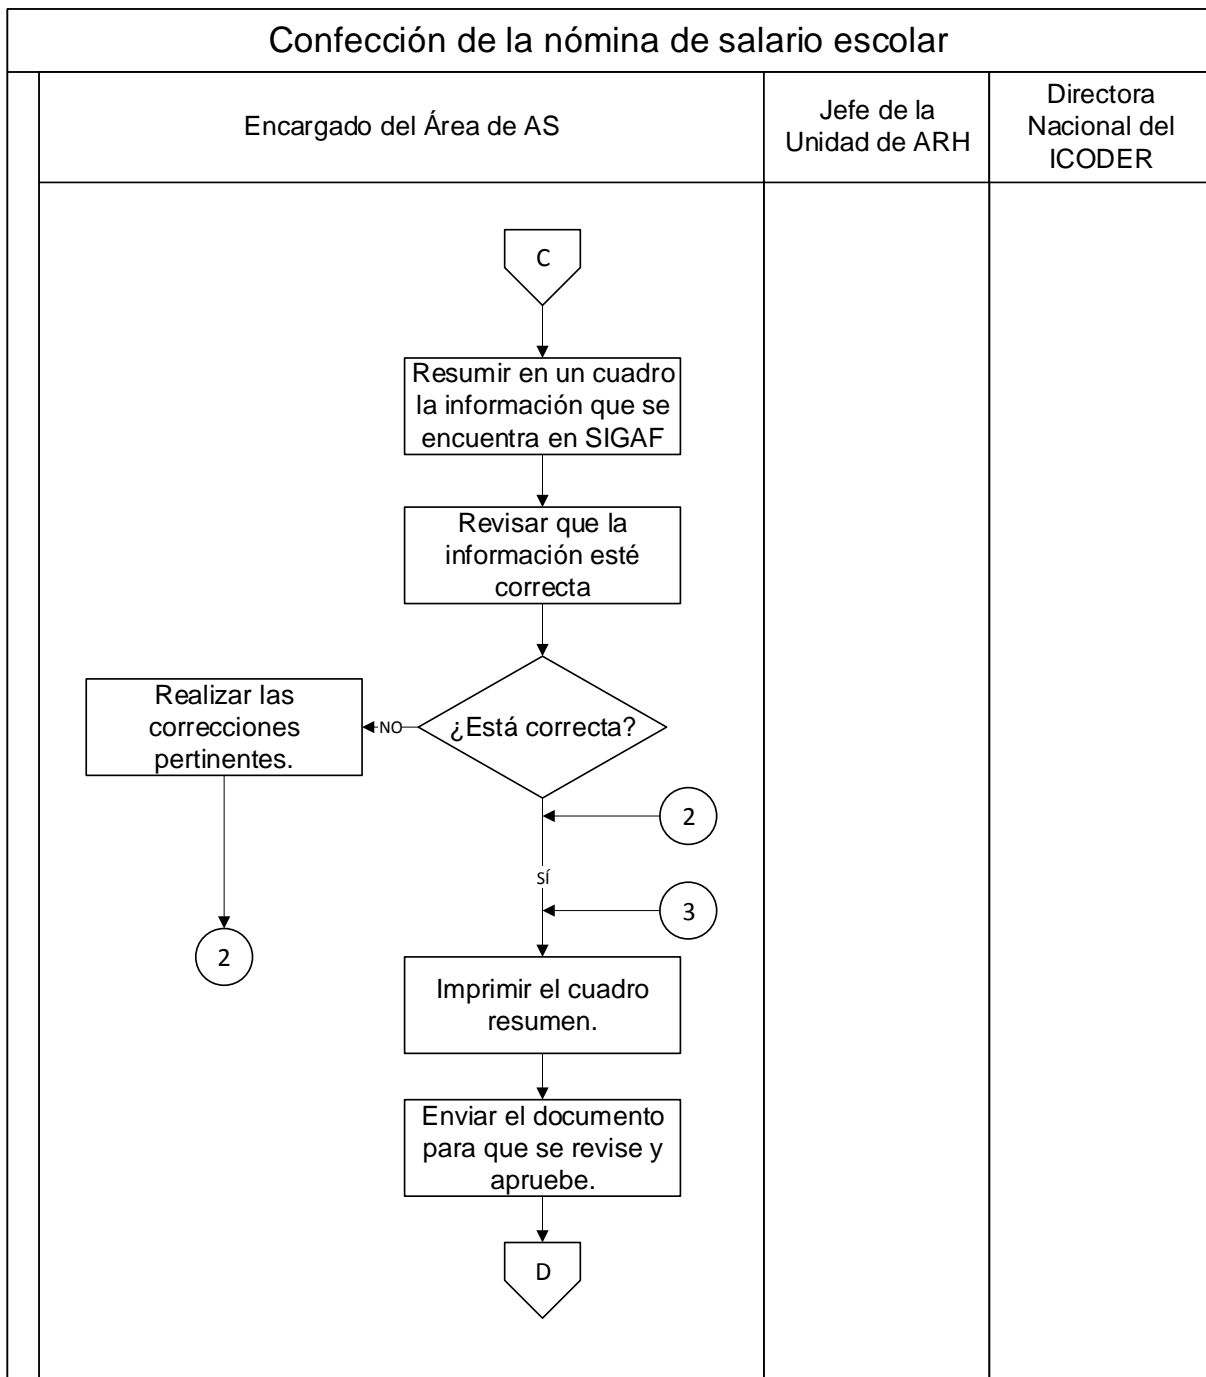 Confección de la nómina de salario escolar
Encargado del Área de AS
Jefe de la
Unidad de ARH
Directora
Nacional del
ICODER
C
Resumir en un cuadro
la información que se
encuentra en SIGAF
Revisar que la
información esté
correcta
¿Está correcta?
NO
Realizar las
correcciones
pertinentes.
2
SÍ
3
2
Imprimir el cuadro
resumen.
Enviar el documento
para que se revise y
apruebe.
D